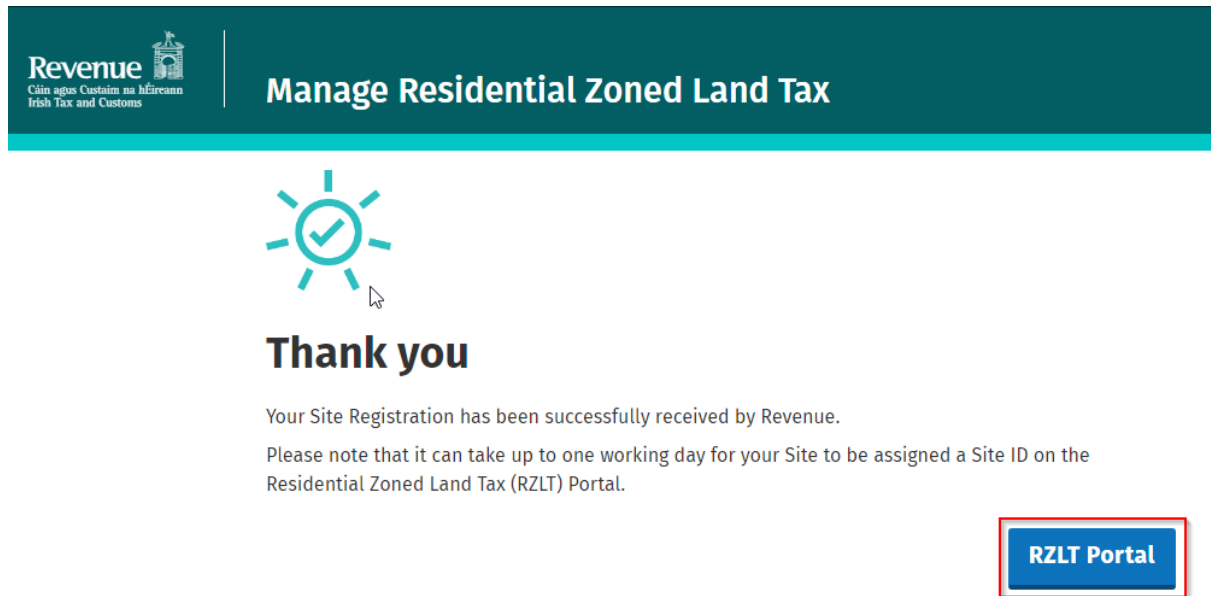 Revenue
Cáin agus Custaim na hÉireann
Irish Tax and Customs
Manage Residential Zoned Land Tax
Thank you
Your Site Registration has been successfully received by Revenue.
Please note that it can take up to one working day for your Site to be assigned a Site ID on the
Residential Zoned Land Tax (RZLT) Portal.
RZLT Portal